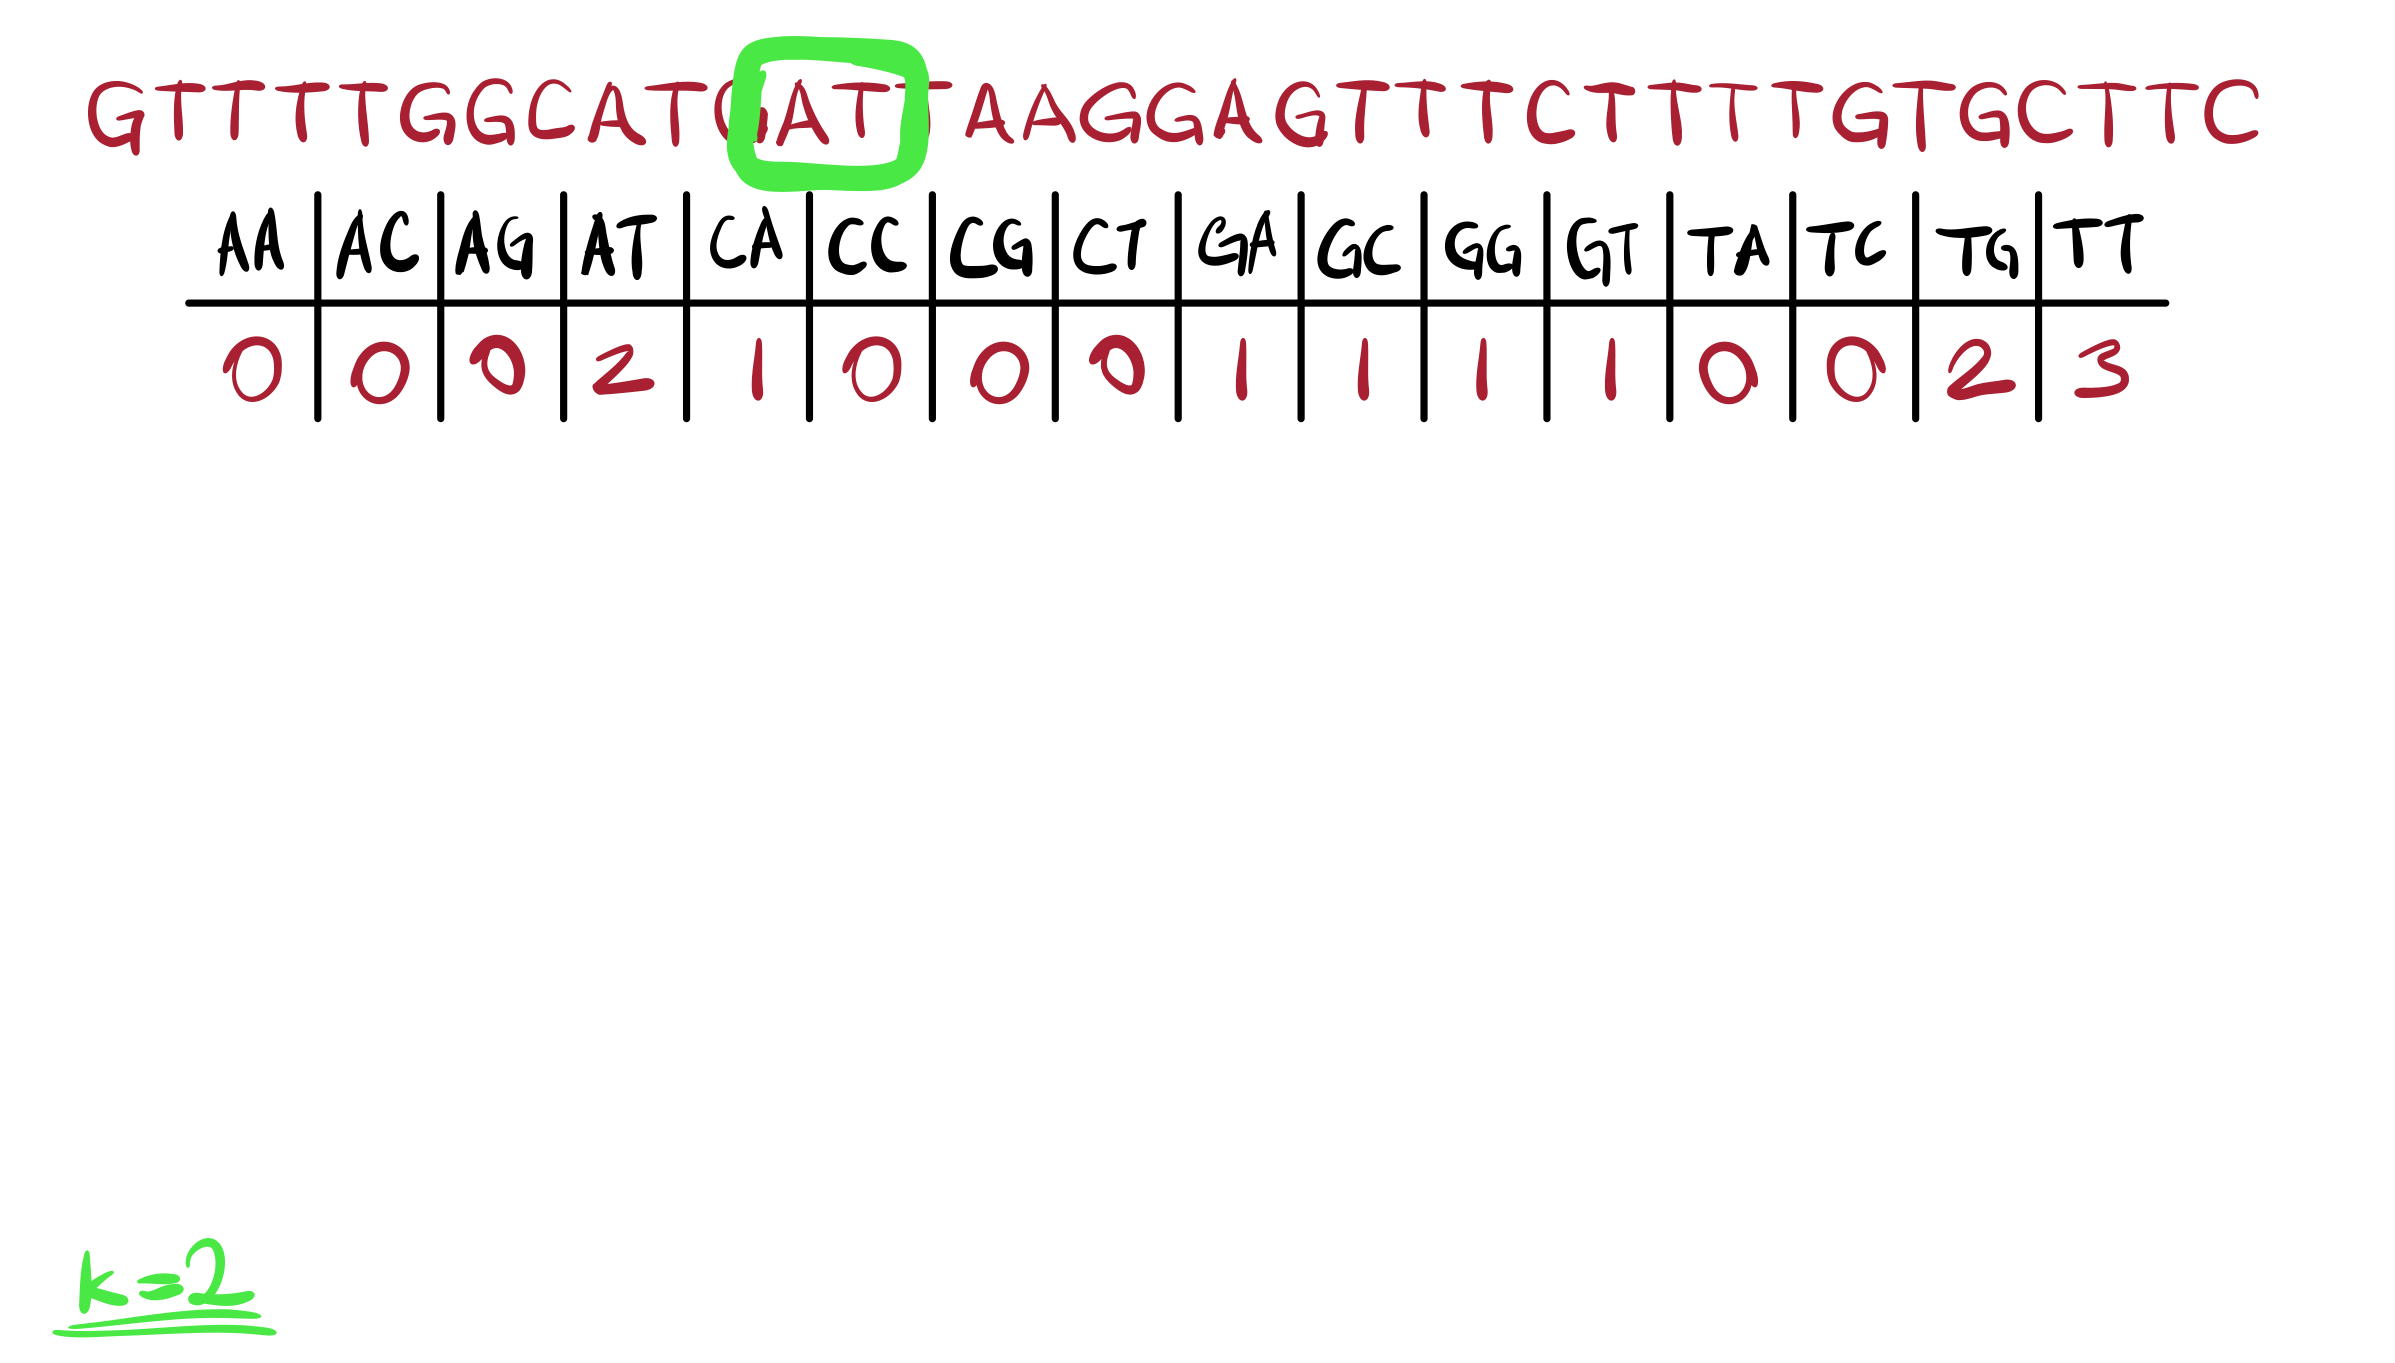 GTTTTGGCATGATTAAGGAGTTTCTTTTGTGCTTC
AA AC AG AT CA CC CG CT GA GC GG GT TA TC TG TT
0 0 0 2 1 0 0 0 1 1 1 1 0 0 2 3
k=2